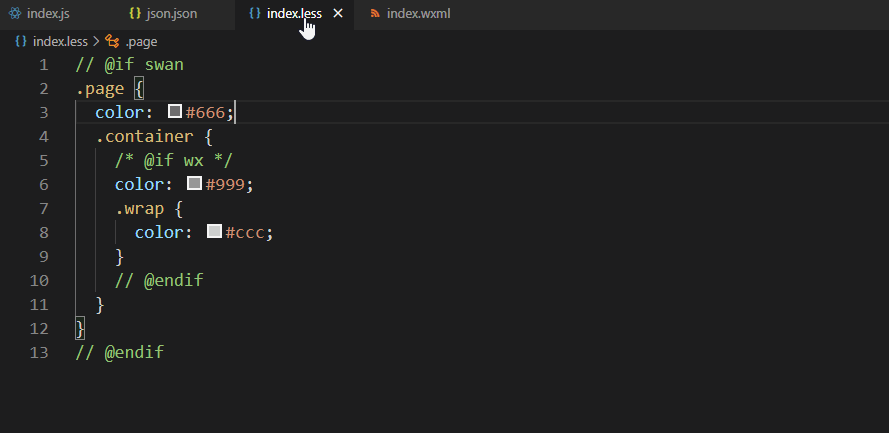 index.js json.json index.less index.wxml
index.less > .page
1 // @if swan
2 .page {
3 color: #666;
4 .container {
5 /* @if wx */
6 color: #999;
7 .wrap {
8 color: #ccc;
9 }
10 // @endif
11 }
12 }
13 // @endif